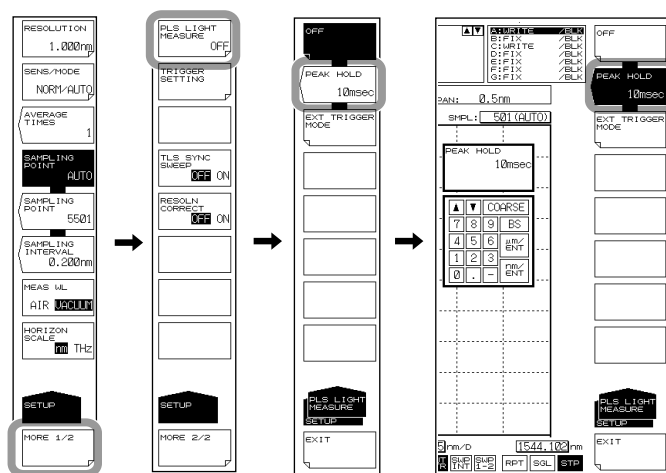 RESOLUTION
1.000nm
SENS/MODE
NORM/AUTO
AVERAGE
TIMES
1
SAMPLING
POINT
AUTO
SAMPLING
POINT
5501
SAMPLING
INTERVAL
0.200nm
MEAS WL
AIR VACUUM
HORIZON
SCALE
nm THz
SETUP
MORE 1/2
PLS LIGHT
MEASURE
OFF
TRIGGER
SETTING
TLS SYNC
SWEEP
OFF ON
RESOLN
CORRECT
OFF ON
SETUP
MORE 2/2
OFF
PEAK HOLD
10msec
EXT TRIGGER
MODE
PLS LIGHT
MEASURE
SETUP
EXIT
▲ ▼
A:WRITE /BLK
B:FIX /BLK
C:WRITE /BLK
D:FIX /BLK
E:FIX /BLK
F:FIX /BLK
G:FIX /BLK
PAN: 0.5nm
SMPL: 501(AUTO)
PEAK HOLD
10msec
▲ ▼ COARSE
7 8 9 BS
4 5 6 μm/ENT
1 2 3 nm/ENT
0 . -
5nm/D 1544.102nm
SWP INT SWP 1-2 RPT SGL STP
OFF
PEAK HOLD
10msec
EXT TRIGGER
MODE
PLS LIGHT
MEASURE
SETUP
EXIT